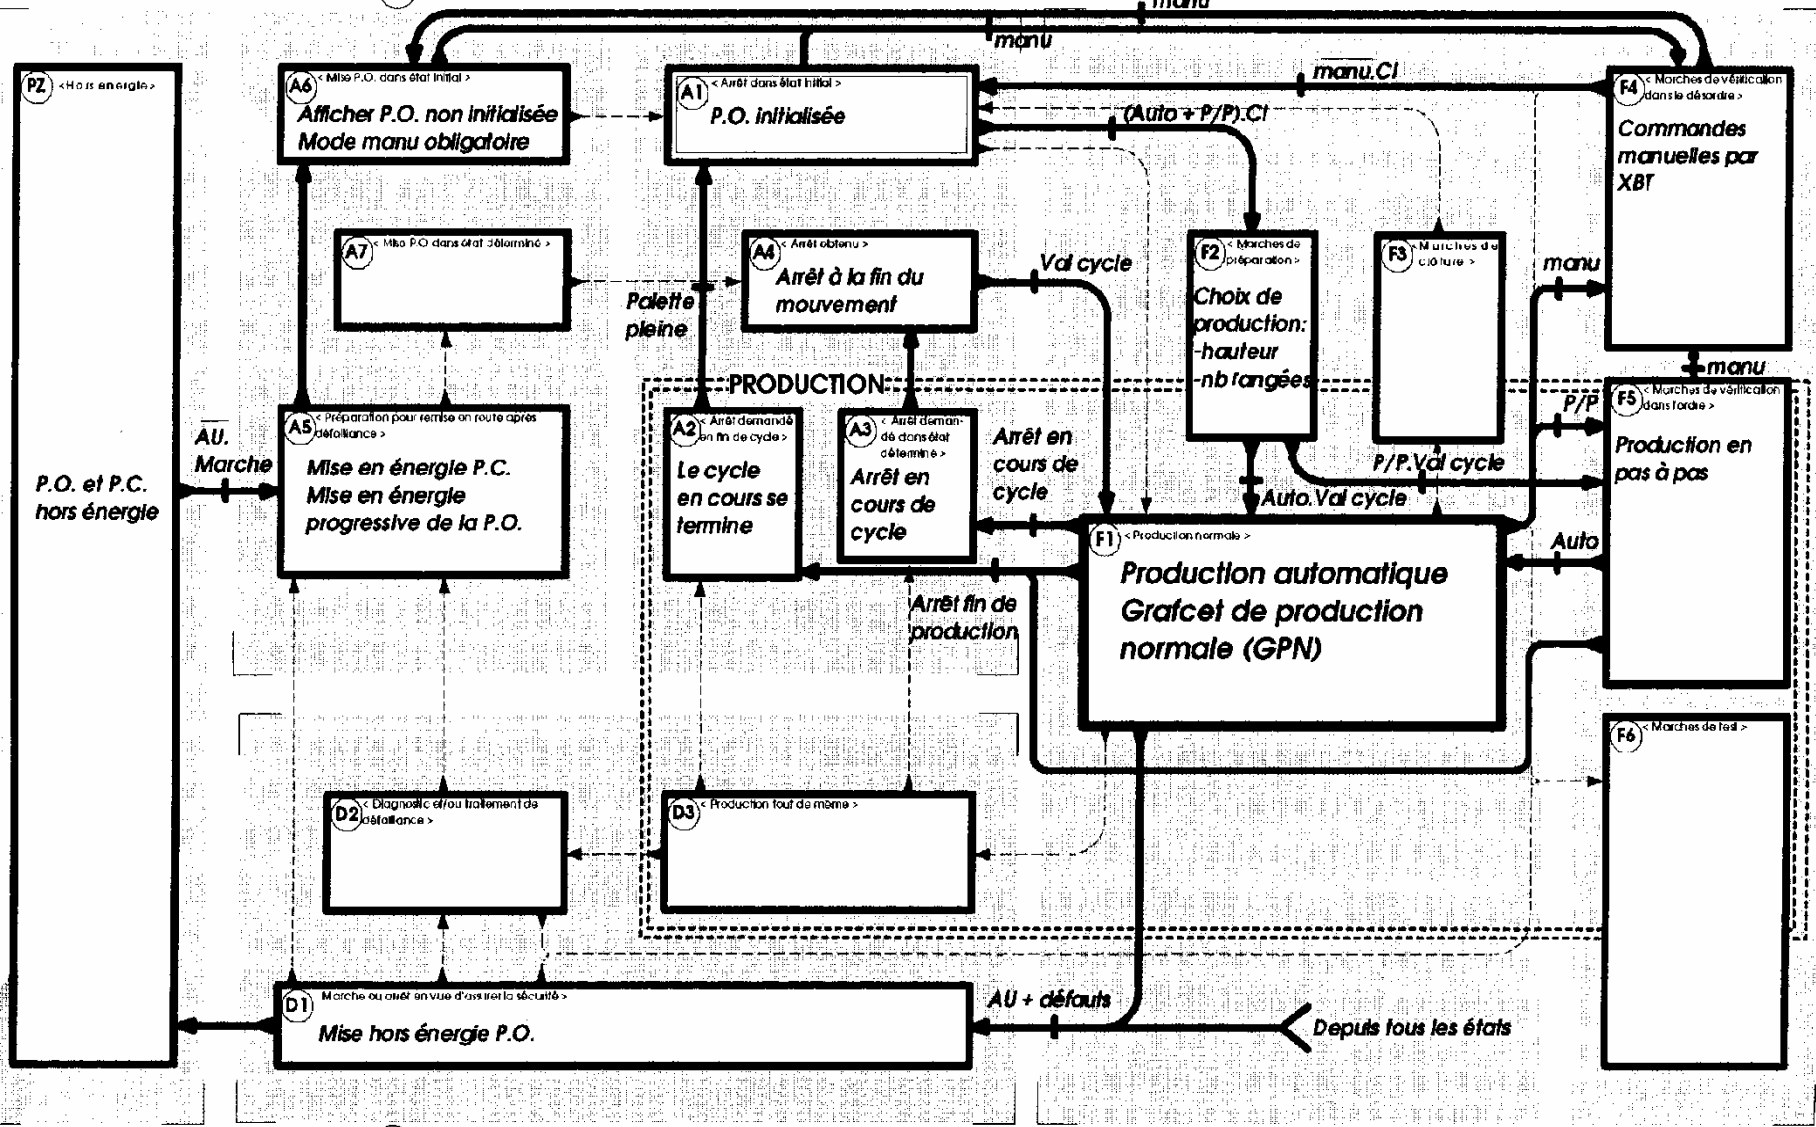 manu
manu
PZ <Hors energie>
P.O. et P.C.
hors énergie
AU.
Marche
A6 < Mise P.O. dans état initial >
Afficher P.O. non initialisée
Mode manu obligatoire
A1 < Arrêt dans état initial >
P.O. initialisée
manu.CI
(Auto + P/P).CI
F4 < Marches de vérification
dans le désordre >
Commandes
manuelles par
XBT
A7 < Mise P.O dans état déterminé >
A4 < Arrêt obtenu >
Arrêt à la fin du
mouvement
Val cycle
Palette
pleine
F2 < Marches de
préparation >
Choix de
production:
-hauteur
-nb rangées
F3 < Marches de
clôture >
manu
manu
PRODUCTION
A5 < Préparation pour remise en route après
défaillance >
Mise en énergie P.C.
Mise en énergie
progressive de la P.O.
A2 < Arrêt demandé
en fin de cycle >
Le cycle
en cours se
termine
A3 < Arrêt deman-
dé dans état
déterminé >
Arrêt en
cours de
cycle
Arrêt en
cours de
cycle
P/P.Val cycle
Auto.Val cycle
P/P
F5 < Marches de vérification
dans l'ordre >
Production en
pas à pas
Auto
F1 < Production normale >
Production automatique
Grafcet de production
normale (GPN)
Arrêt fin de
production
F6 < Marches de test >
D2 < Diagnostic et/ou traitement de
défaillance >
D3 < Production tout de même >
D1 Marche ou arrêt en vue d'assurer la sécurité >
Mise hors énergie P.O.
AU + défauts
Depuis tous les états